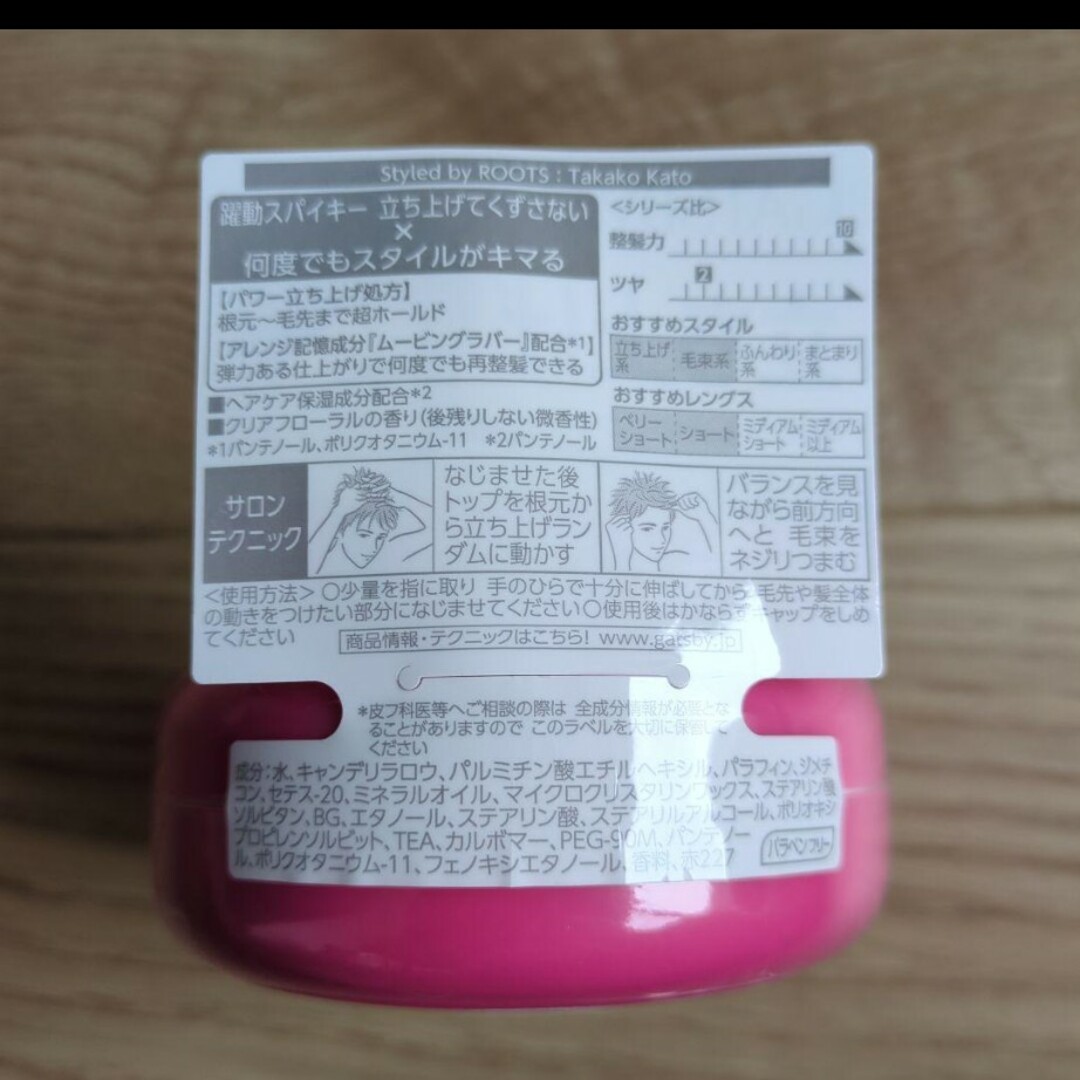 Styled by ROOTS : Takako Kato
躍動スパイキー 立ち上げてくずさない
×
何度でもスタイルがキマる
【パワー立ち上げ処方】
根元～毛先まで超ホールド
【アレンジ記憶成分『ムービングラバー』配合*1】
弾力ある仕上がりで何度でも再整髪できる
■ヘアケア保湿成分配合*2
■クリアフローラルの香り(後残りしない微香性)
*1パンテノール、ポリクオタニウム-11 *2パンテノール
<シリーズ比>
整髪力 10
ツヤ 2
おすすめスタイル
立ち上げ系 毛束系 ふんわり系 まとまり系
おすすめレングス
ベリーショート ショート ミディアムショート ミディアム以上
サロン
テクニック
なじませた後
トップを根元か
ら立ち上げラン
ダムに動かす
バランスを見
ながら前方向
へと 毛束を
ネジリつまむ
<使用方法> ○少量を指に取り 手のひらで十分に伸ばしてから 毛先や髪全体
の動きをつけたい部分になじませてください○使用後はかならずキャップをしめ
てください
商品情報・テクニックはこちら! www.gatsby.jp
*皮フ科医等へご相談の際は 全成分情報が必要とな
ることがありますので このラベルを大切に保管して
ください
成分:水、キャンデリラロウ、パルミチン酸エチルヘキシル、パラフィン、ジメチ
コン、セテス-20、ミネラルオイル、マイクロクリスタリンワックス、ステアリン酸
ソルビタン、BG、エタノール、ステアリン酸、ステアリルアルコール、ポリオキシ
プロピレンソルビット、TEA、カルボマー、PEG-90M、パンテノー
ル、ポリクオタニウム-11、フェノキシエタノール、香料、赤227
パラベンフリー